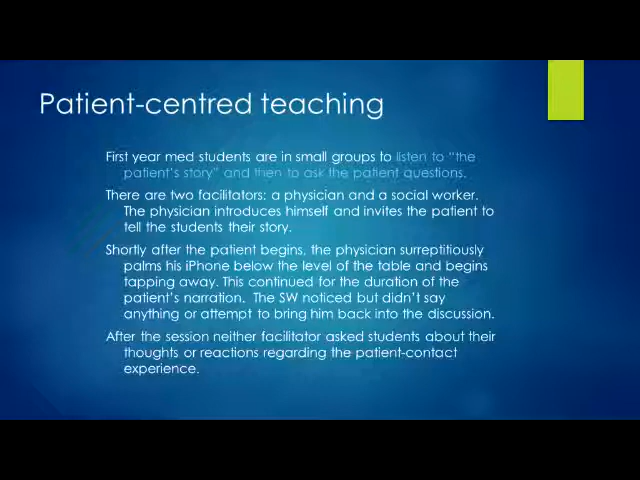 Patient-centred teaching
First year med students are in small groups to listen to “the
patient’s story” and then to ask the patient questions.
There are two facilitators: a physician and a social worker.
The physician introduces himself and invites the patient to
tell the students their story.
Shortly after the patient begins, the physician surreptitiously
palms his iPhone below the level of the table and begins
tapping away. This continued for the duration of the
patient’s narration. The SW noticed but didn’t say
anything or attempt to bring him back into the discussion.
After the session neither facilitator asked students about their
thoughts or reactions regarding the patient-contact
experience.